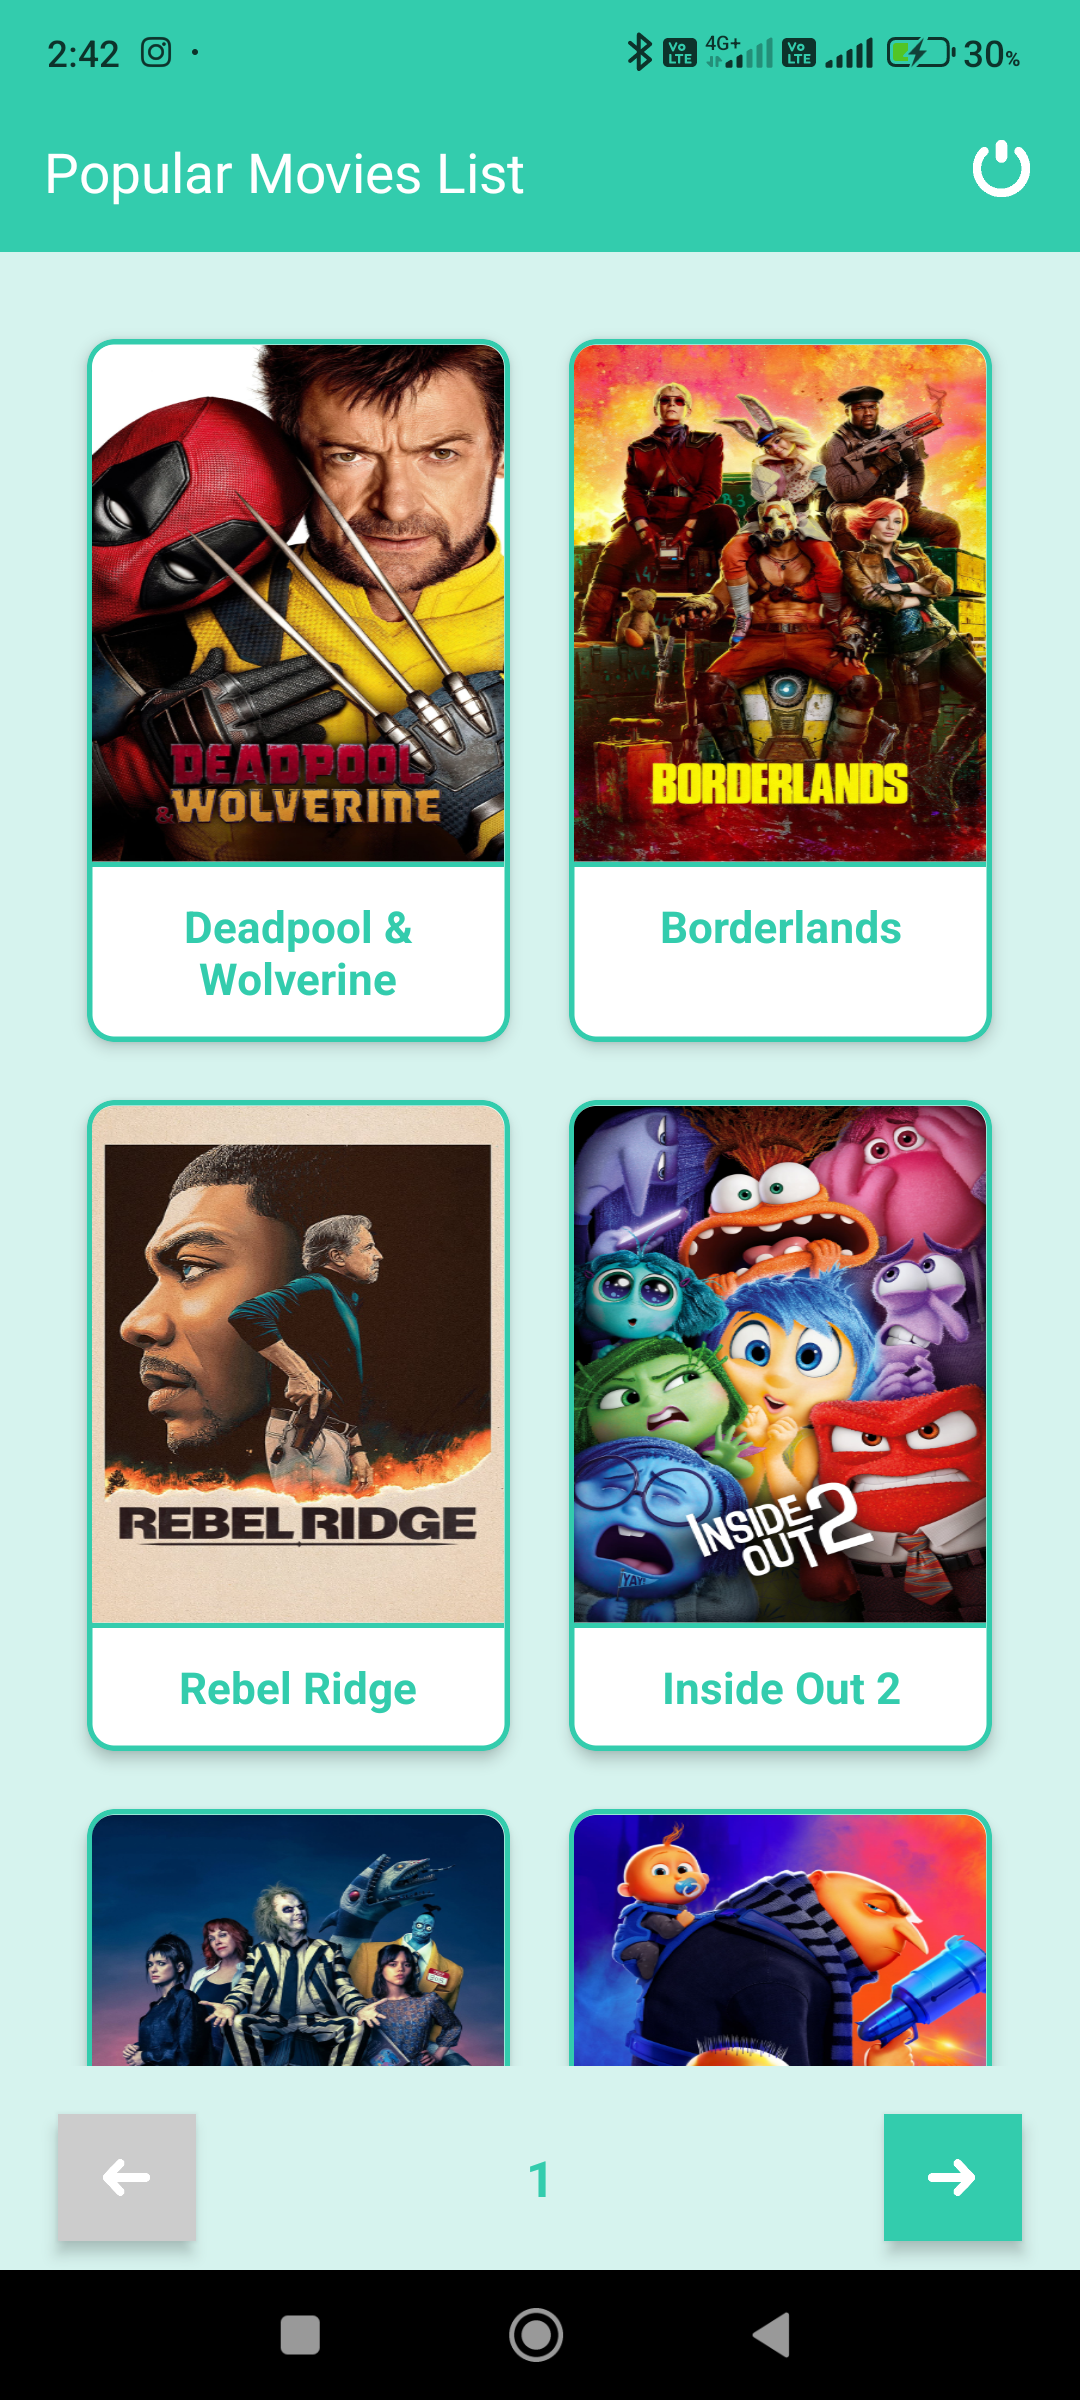 2:42
Vo LTE
4G+
Vo LTE
30%
Popular Movies List
DEADPOOL
&WOLVERINE
BORDERLANDS
Deadpool &
Wolverine
Borderlands
REBEL RIDGE
INSIDE
OUT 2
YAY!
Rebel Ridge
Inside Out 2
1